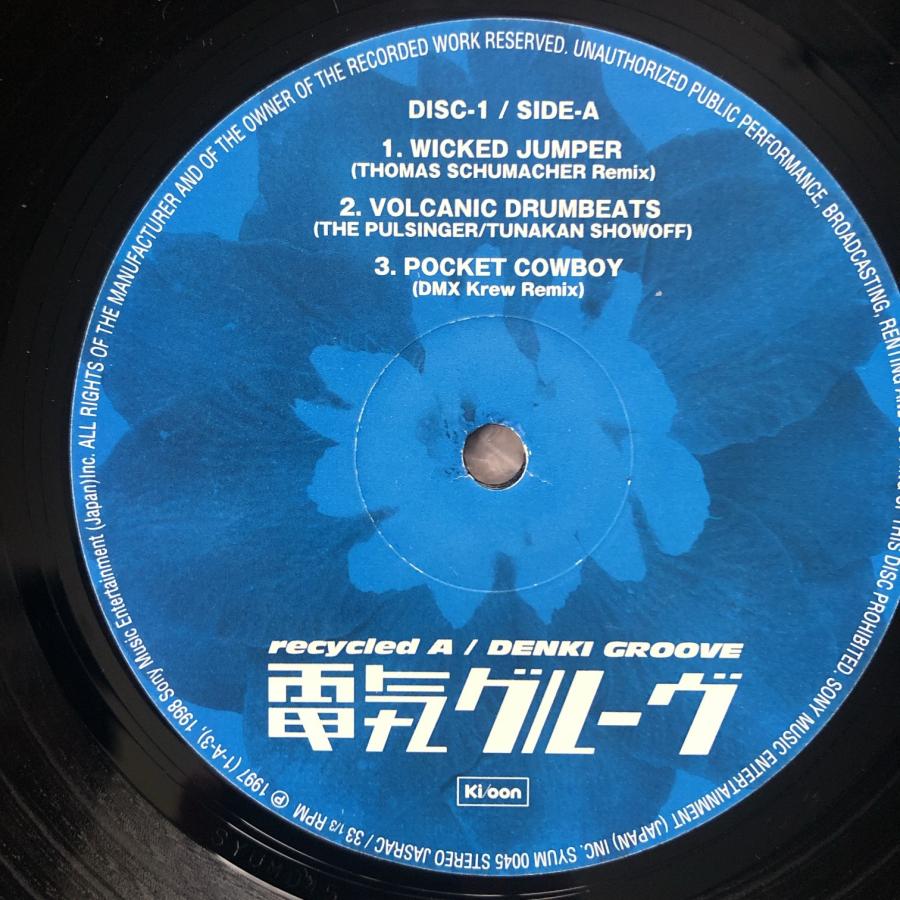 DISC-1 / SIDE-A
1. WICKED JUMPER
(THOMAS SCHUMACHER Remix)
2. VOLCANIC DRUMBEATS
(THE PULSINGER/TUNAKAN SHOWOFF)
3. POCKET COWBOY
(DMX Krew Remix)
recycled A / DENKI GROOVE
電気グルーヴ
Ki/oon
℗ 1997 (1-A-3), 1998 Sony Music Entertainment (Japan)Inc. ALL RIGHTS OF THE MANUFACTURER AND OF THE OWNER OF THE RECORDED WORK RESERVED. UNAUTHORIZED PUBLIC PERFORMANCE, BROADCASTING, RENTING OF THIS DISC PROHIBITED. SONY MUSIC ENTERTAINMENT (JAPAN) INC. SYUM 0045 STEREO JASRAC / 33 1/3 RPM